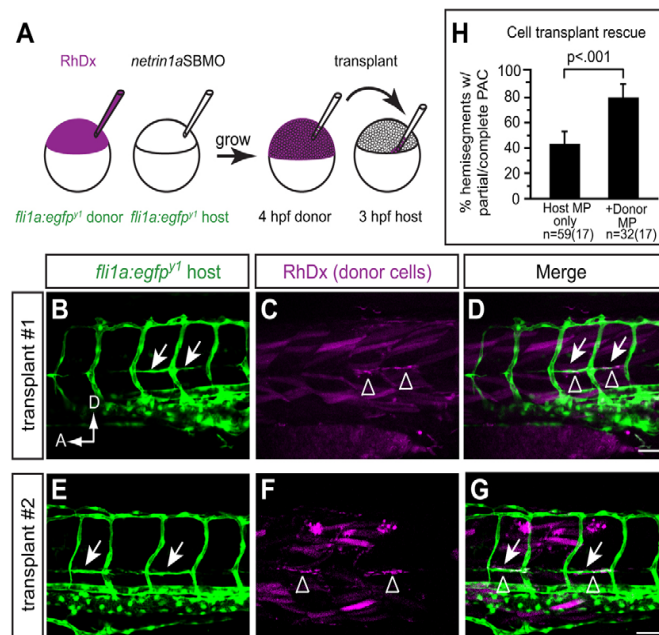 A
RhDx
netrin1aSBMO
transplant
grow
fli1a:egfpy1 donor
fli1a:egfpy1 host
4 hpf donor
3 hpf host
H
Cell transplant rescue
p<.001
% hemisegments w/
partial/complete PAC
100
80
60
40
20
0
Host MP
only
n=59(17)
+Donor
MP
n=32(17)
fli1a:egfpy1 host
RhDx (donor cells)
Merge
transplant #1
B
D
A
C
D
transplant #2
E
F
G